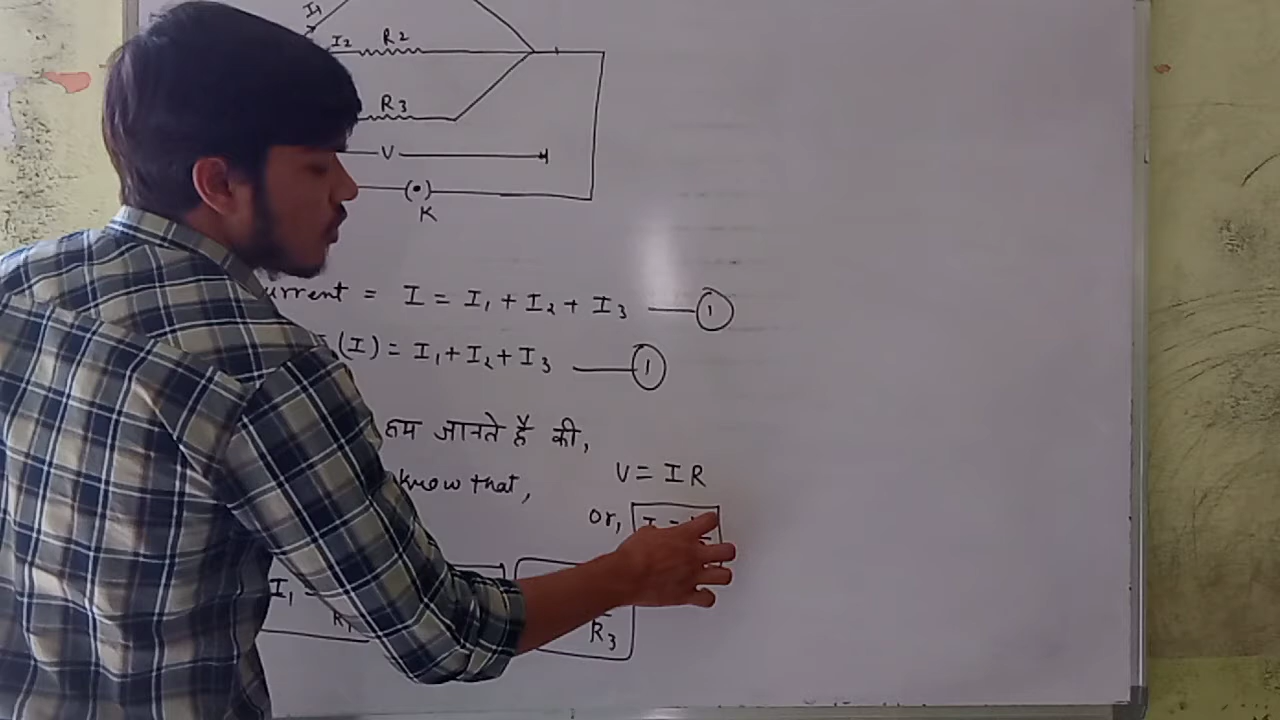 I₁
I₂ R₂
R₃
V
K
urrent = I = I₁ + I₂ + I₃ — ①
(I) = I₁ + I₂ + I₃ — ①
हम जानते है की,
know that,
V = I R
or, I =
I₁ =
R₁
R₃